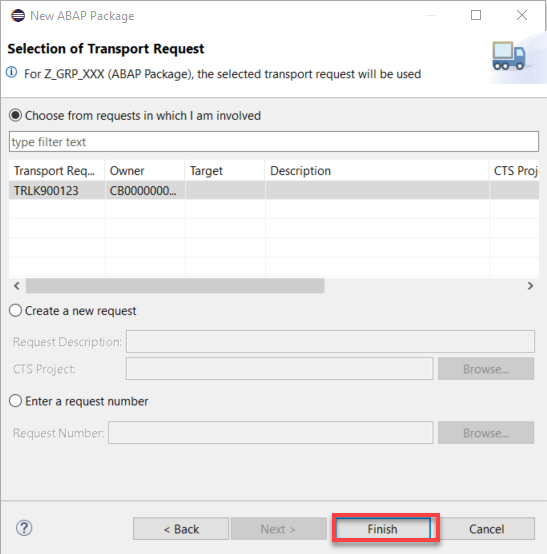 New ABAP Package
Selection of Transport Request
For Z_GRP_XXX (ABAP Package), the selected transport request will be used
Choose from requests in which I am involved
type filter text
Transport Req... Owner Target Description CTS Proj
TRLK900123 CB0000000...
Create a new request
Request Description:
CTS Project: Browse...
Enter a request number
Request Number: Browse...
? < Back Next > Finish Cancel